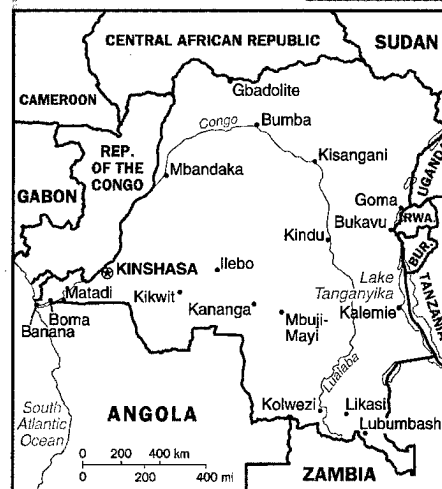 CENTRAL AFRICAN REPUBLIC
SUDAN
CAMEROON
Gbadolite
Congo
Bumba
REP.
OF THE
CONGO
Mbandaka
Kisangani
UGANDA
GABON
Goma
RWA.
Bukavu
BUR.
Kindu
KINSHASA
Ilebo
Lake
Tanganyika
TANZANIA
Matadi
Kikwit
Kananga
Kalemie
Boma
Banana
Mbuji-
Mayi
Lualaba
South
Atlantic
Ocean
ANGOLA
Kolwezi
Likasi
Lubumbash
0 200 400 km
0 200 400 mi
ZAMBIA